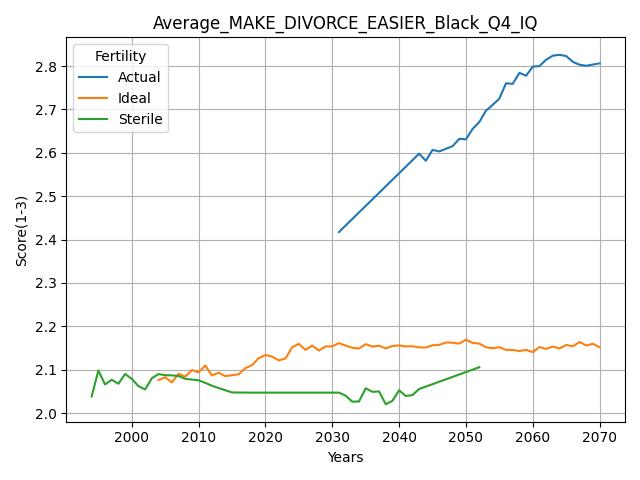 Average_MAKE_DIVORCE_EASIER_Black_Q4_IQ
Fertility
Actual
Ideal
Sterile
Score(1-3)
2.8
2.7
2.6
2.5
2.4
2.3
2.2
2.1
2.0
2000 2010 2020 2030 2040 2050 2060 2070
Years